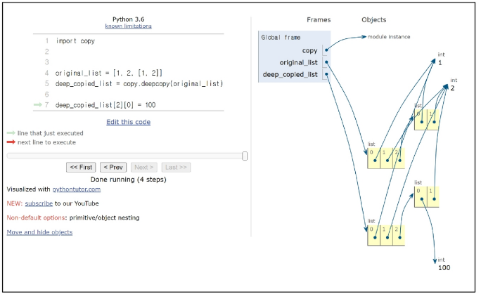 Python 3.6
known limitations
1 import copy
2
3
4 original_list = [1, 2, [1, 2]]
5 deep_copied_list = copy.deepcopy(original_list)
6
7 deep_copied_list[2][0] = 100
Edit this code
line that just executed
next line to execute
<< First < Prev Next > Last >>
Done running (4 steps)
Visualized with pythontutor.com
NEW: subscribe to our YouTube
Non-default options: primitive/object nesting
Move and hide objects
Frames Objects
Global frame
copy
original_list
deep_copied_list
module instance
int
1
int
2
list
0 1
list
0 1 2
list
0 1
list
0 1 2
int
100